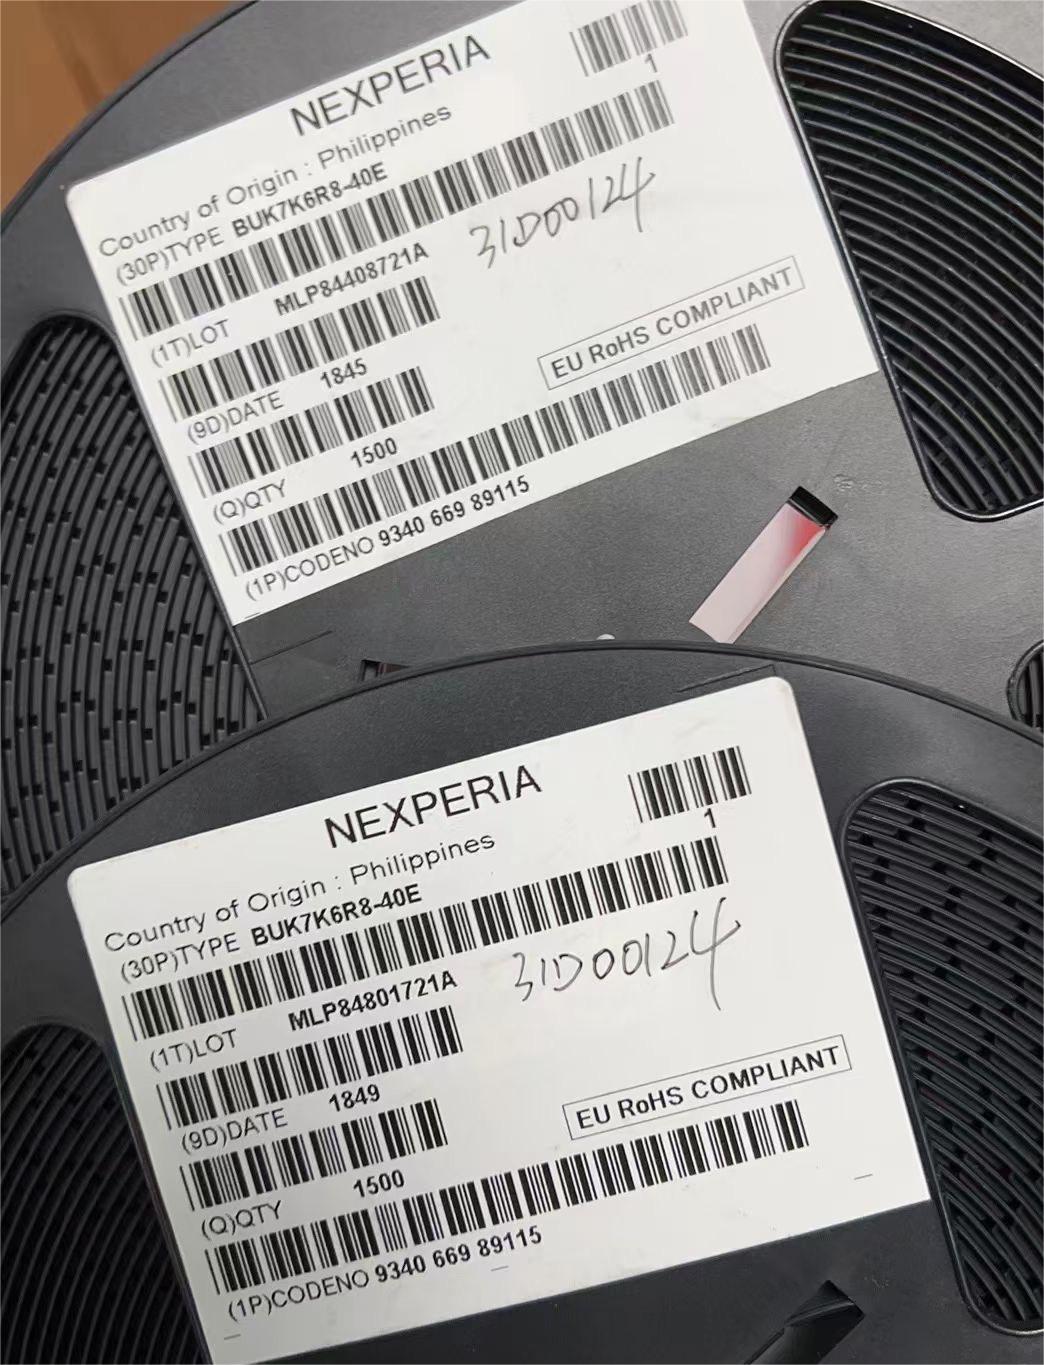 NEXPERIA
1
Country of Origin : Philippines
(30P)TYPE BUK7K6R8-40E
31D00124
(1T)LOT MLP84408721A
(9D)DATE 1845
EU RoHS COMPLIANT
(Q)QTY 1500
(1P)CODENO 9340 669 89115
NEXPERIA
1
Country of Origin : Philippines
(30P)TYPE BUK7K6R8-40E
31D00124
(1T)LOT MLP84801721A
(9D)DATE 1849
EU RoHS COMPLIANT
(Q)QTY 1500
(1P)CODENO 9340 669 89115